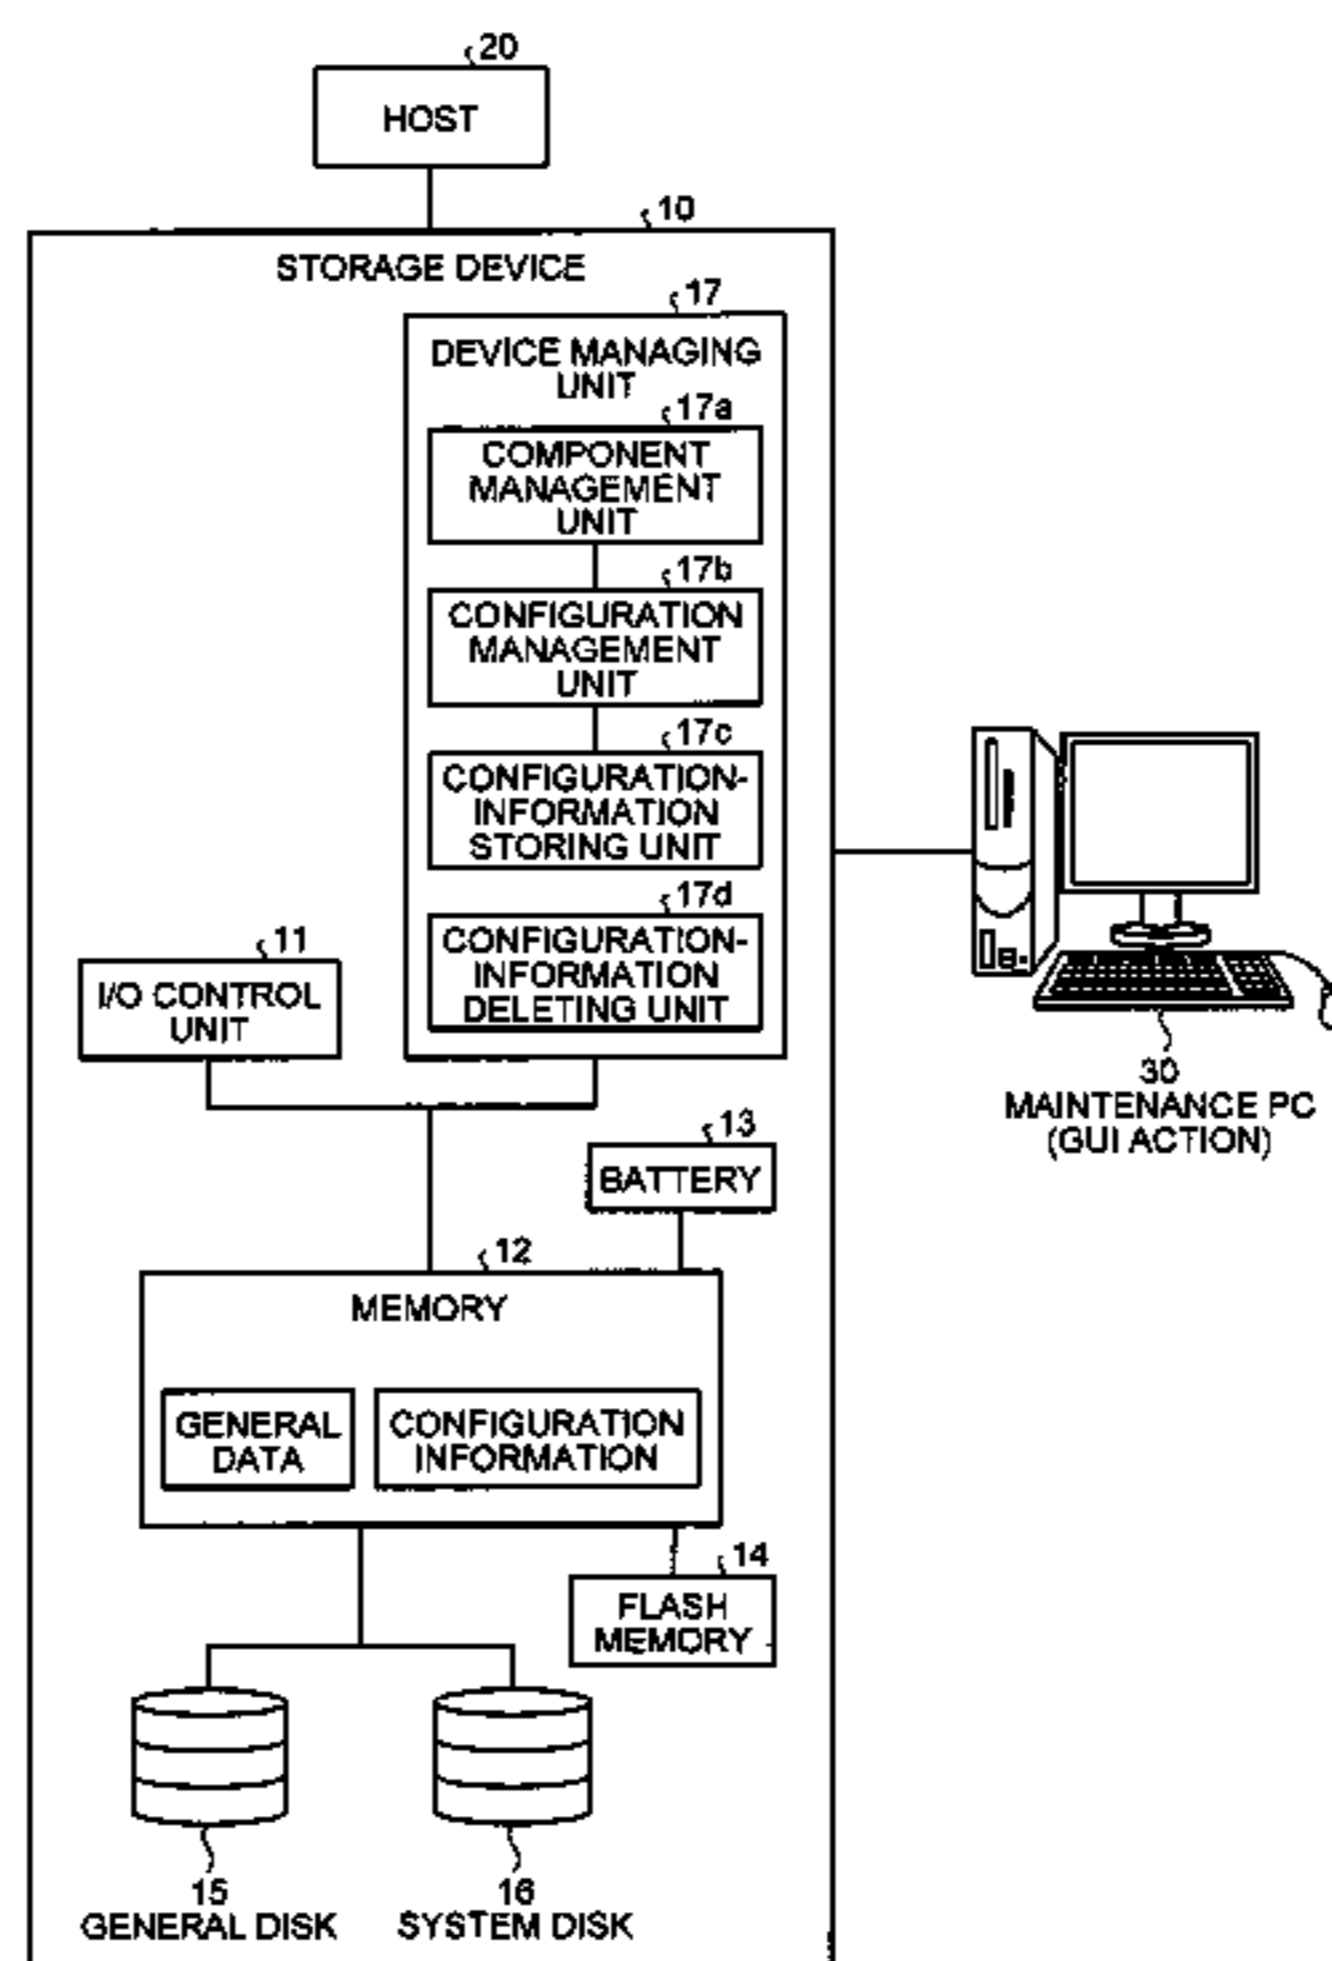 20
HOST
10
STORAGE DEVICE
17
DEVICE MANAGING
UNIT
17a
COMPONENT
MANAGEMENT
UNIT
17b
CONFIGURATION
MANAGEMENT
UNIT
17c
CONFIGURATION-
INFORMATION
STORING UNIT
17d
CONFIGURATION-
INFORMATION
DELETING UNIT
11
I/O CONTROL
UNIT
30
MAINTENANCE PC
(GUI ACTION)
13
BATTERY
12
MEMORY
GENERAL
DATA
CONFIGURATION
INFORMATION
14
FLASH
MEMORY
15
GENERAL DISK
16
SYSTEM DISK